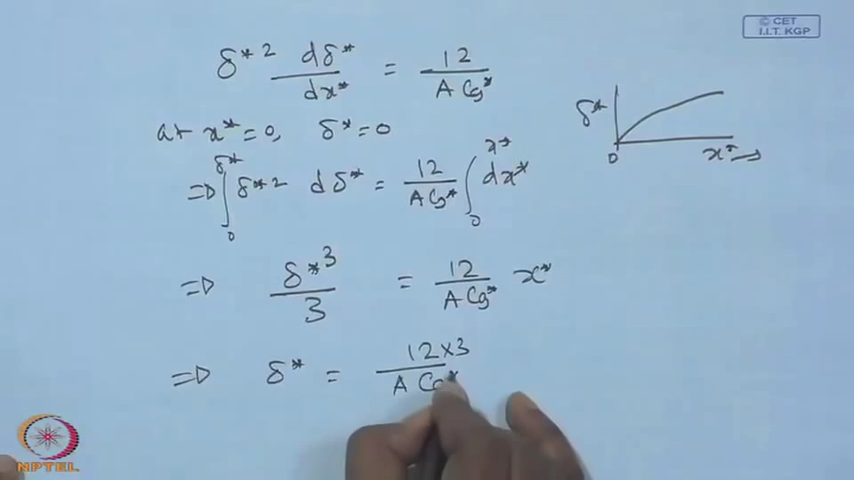 © CET
I.I.T. KGP
δ*² dδ*/dx* = 12/(A Cg*)
at x*=0, δ*=0
⇒ ∫₀^δ* δ*² dδ* = 12/(A Cg*) ∫₀^x* dx*
δ*
0 x* →
⇒ δ*³/3 = 12/(A Cg*) x*
⇒ δ* = 12×3/(A Cg*
NPTEL